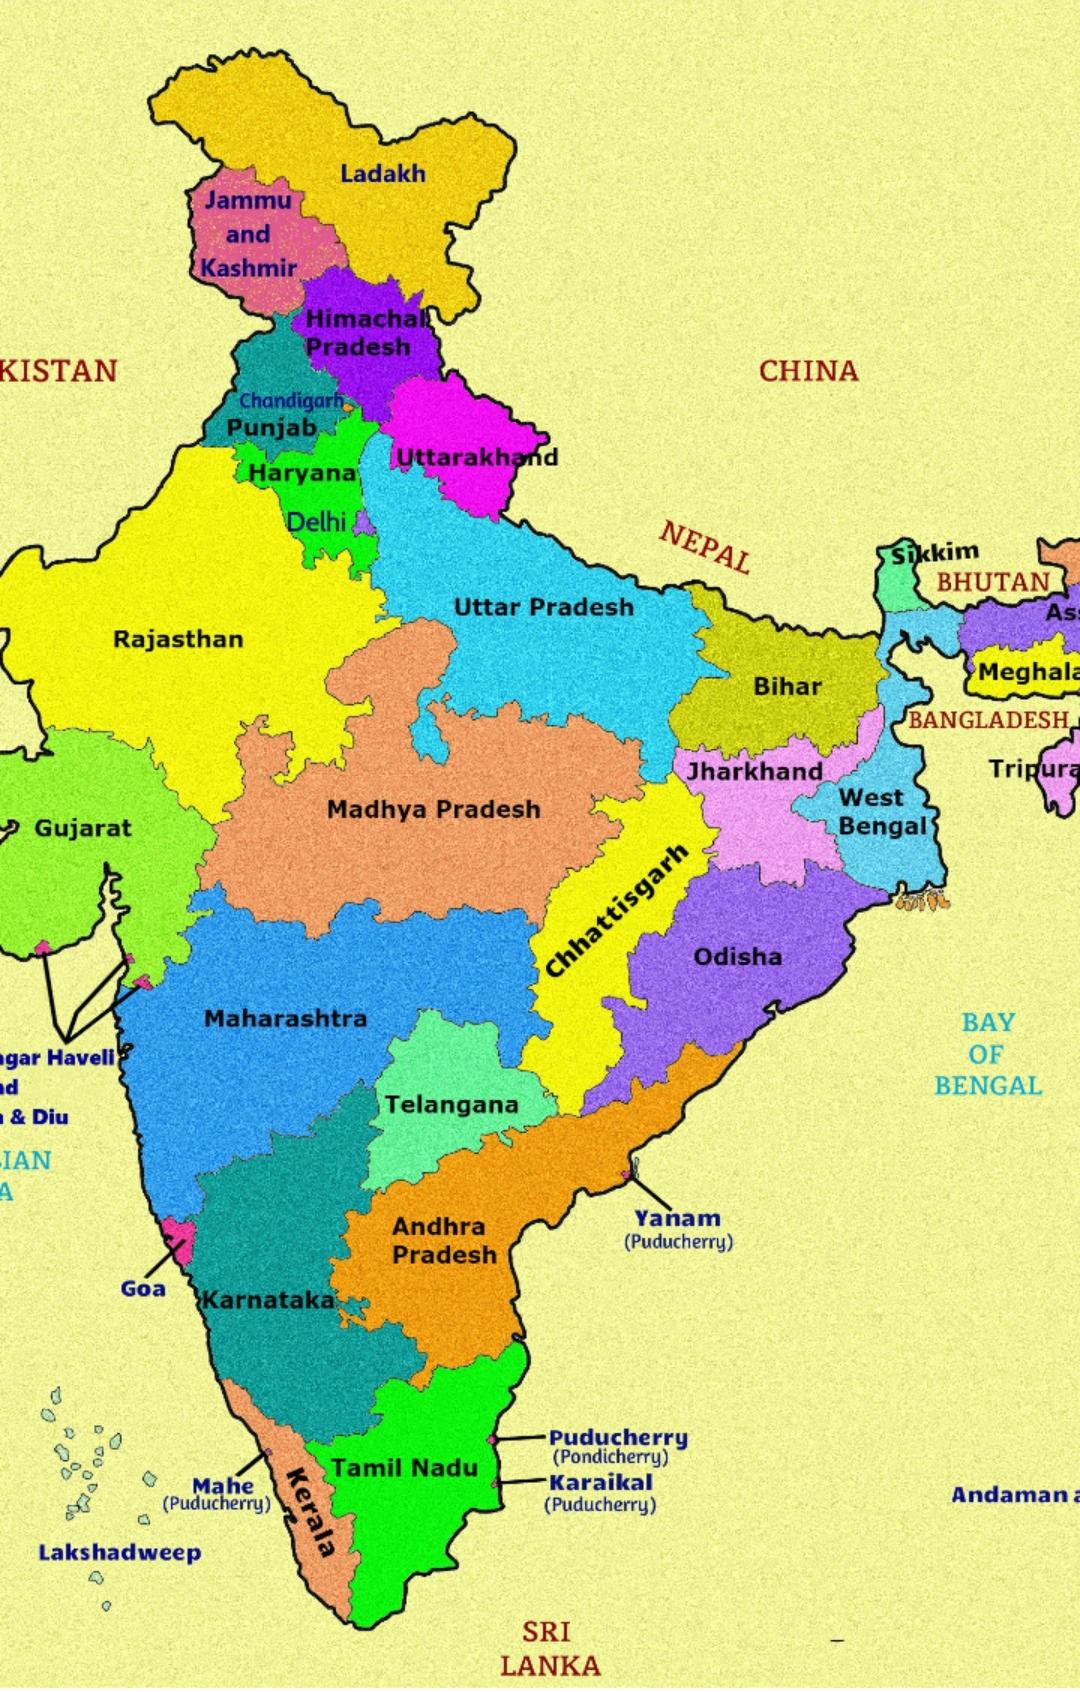 Ladakh
Jammu
and
Kashmir
Himachal
Pradesh
KISTAN
CHINA
Chandigarh
Punjab
Uttarakhand
Haryana
Delhi
NEPAL
Sikkim
BHUTAN
Uttar Pradesh
Ass
Rajasthan
Meghala
Bihar
BANGLADESH
Jharkhand
Tripura
West
Bengal
Madhya Pradesh
Gujarat
Chhattisgarh
Odisha
Maharashtra
BAY
OF
BENGAL
agar Haveli
nd
n & Diu
Telangana
BIAN
A
Yanam
(Puducherry)
Andhra
Pradesh
Goa
Karnataka
Puducherry
(Pondicherry)
Tamil Nadu
Karaikal
(Puducherry)
Mahe
(Puducherry)
Kerala
Andaman a
Lakshadweep
SRI
LANKA